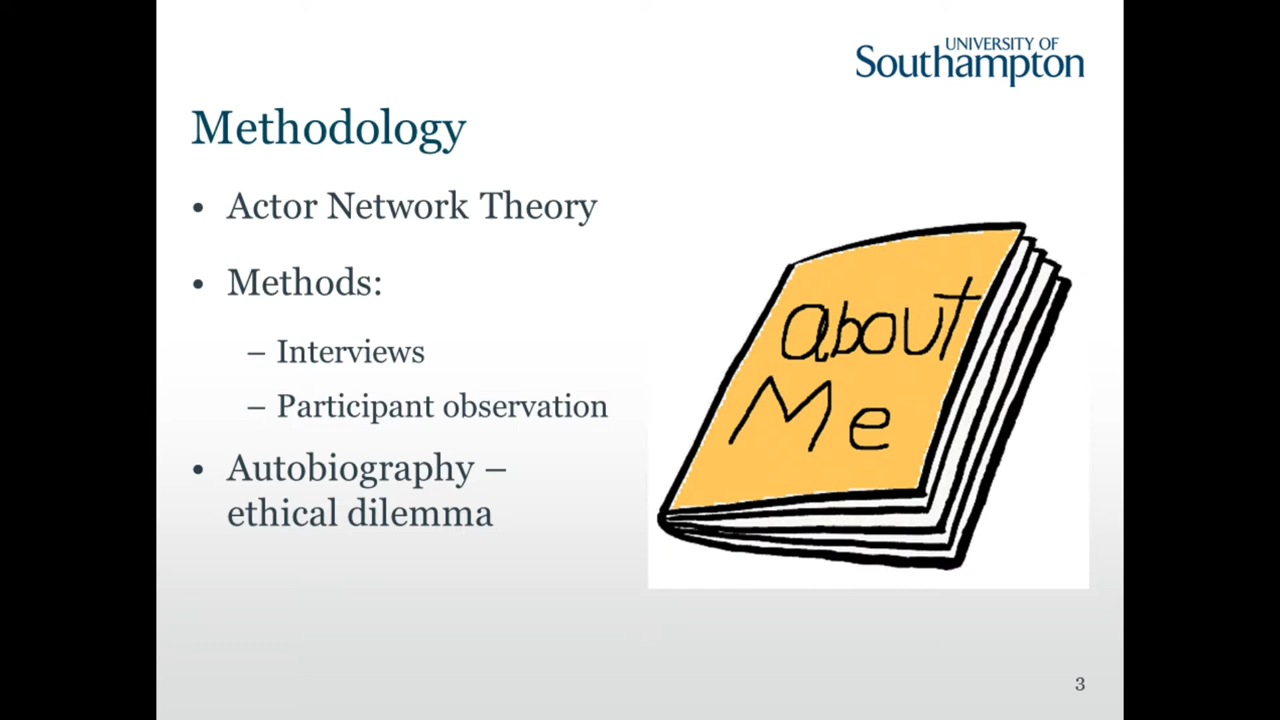 UNIVERSITY OF
Southampton
Methodology
• Actor Network Theory
• Methods:
– Interviews
– Participant observation
• Autobiography –
ethical dilemma
about
Me
3